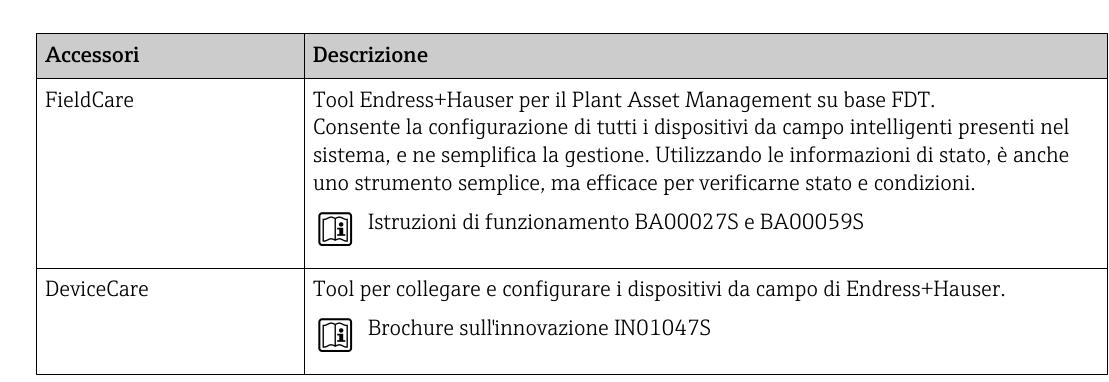 Accessori Descrizione
FieldCare Tool Endress+Hauser per il Plant Asset Management su base FDT.
Consente la configurazione di tutti i dispositivi da campo intelligenti presenti nel
sistema, e ne semplifica la gestione. Utilizzando le informazioni di stato, è anche
uno strumento semplice, ma efficace per verificarne stato e condizioni.
Istruzioni di funzionamento BA00027S e BA00059S
DeviceCare Tool per collegare e configurare i dispositivi da campo di Endress+Hauser.
Brochure sull'innovazione IN01047S